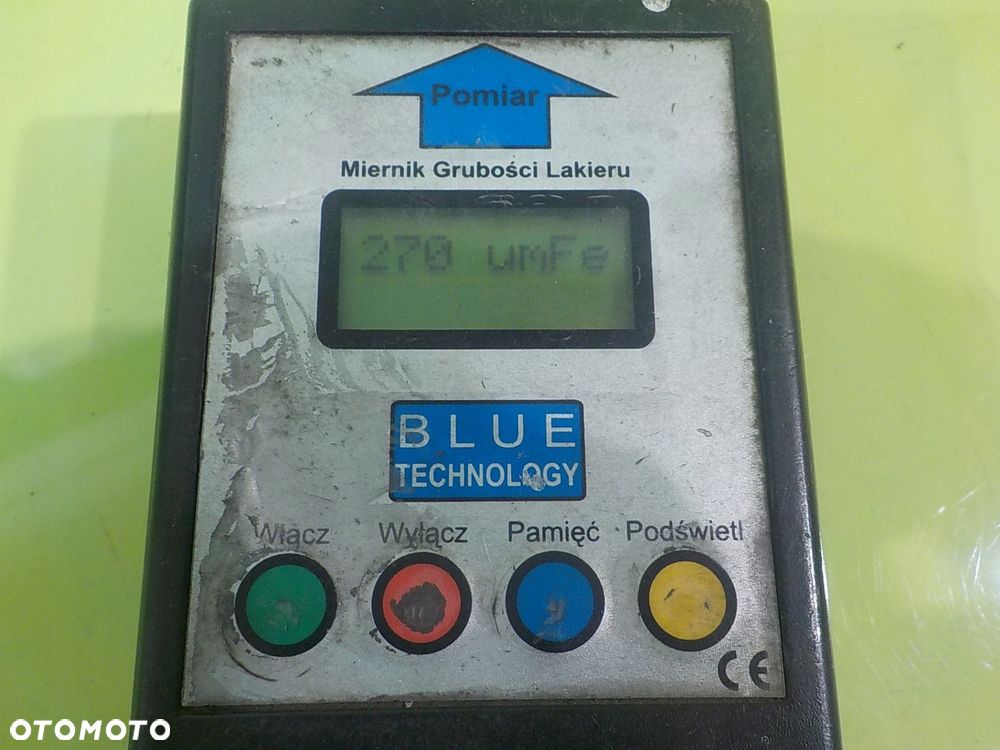 Pomiar
Miernik Grubości Lakieru
270 umFe
BLUE
TECHNOLOGY
Włącz Wyłącz Pamięć Podświetl
CE
OTOMOTO